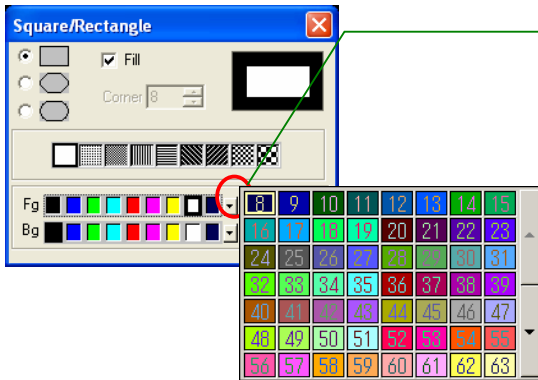 Square/Rectangle
Fill
Corner 8
Fg
Bg
8 9 10 11 12 13 14 15
16 17 18 19 20 21 22 23
24 25 26 27 28 29 30 31
32 33 34 35 36 37 38 39
40 41 42 43 44 45 46 47
48 49 50 51 52 53 54 55
56 57 58 59 60 61 62 63